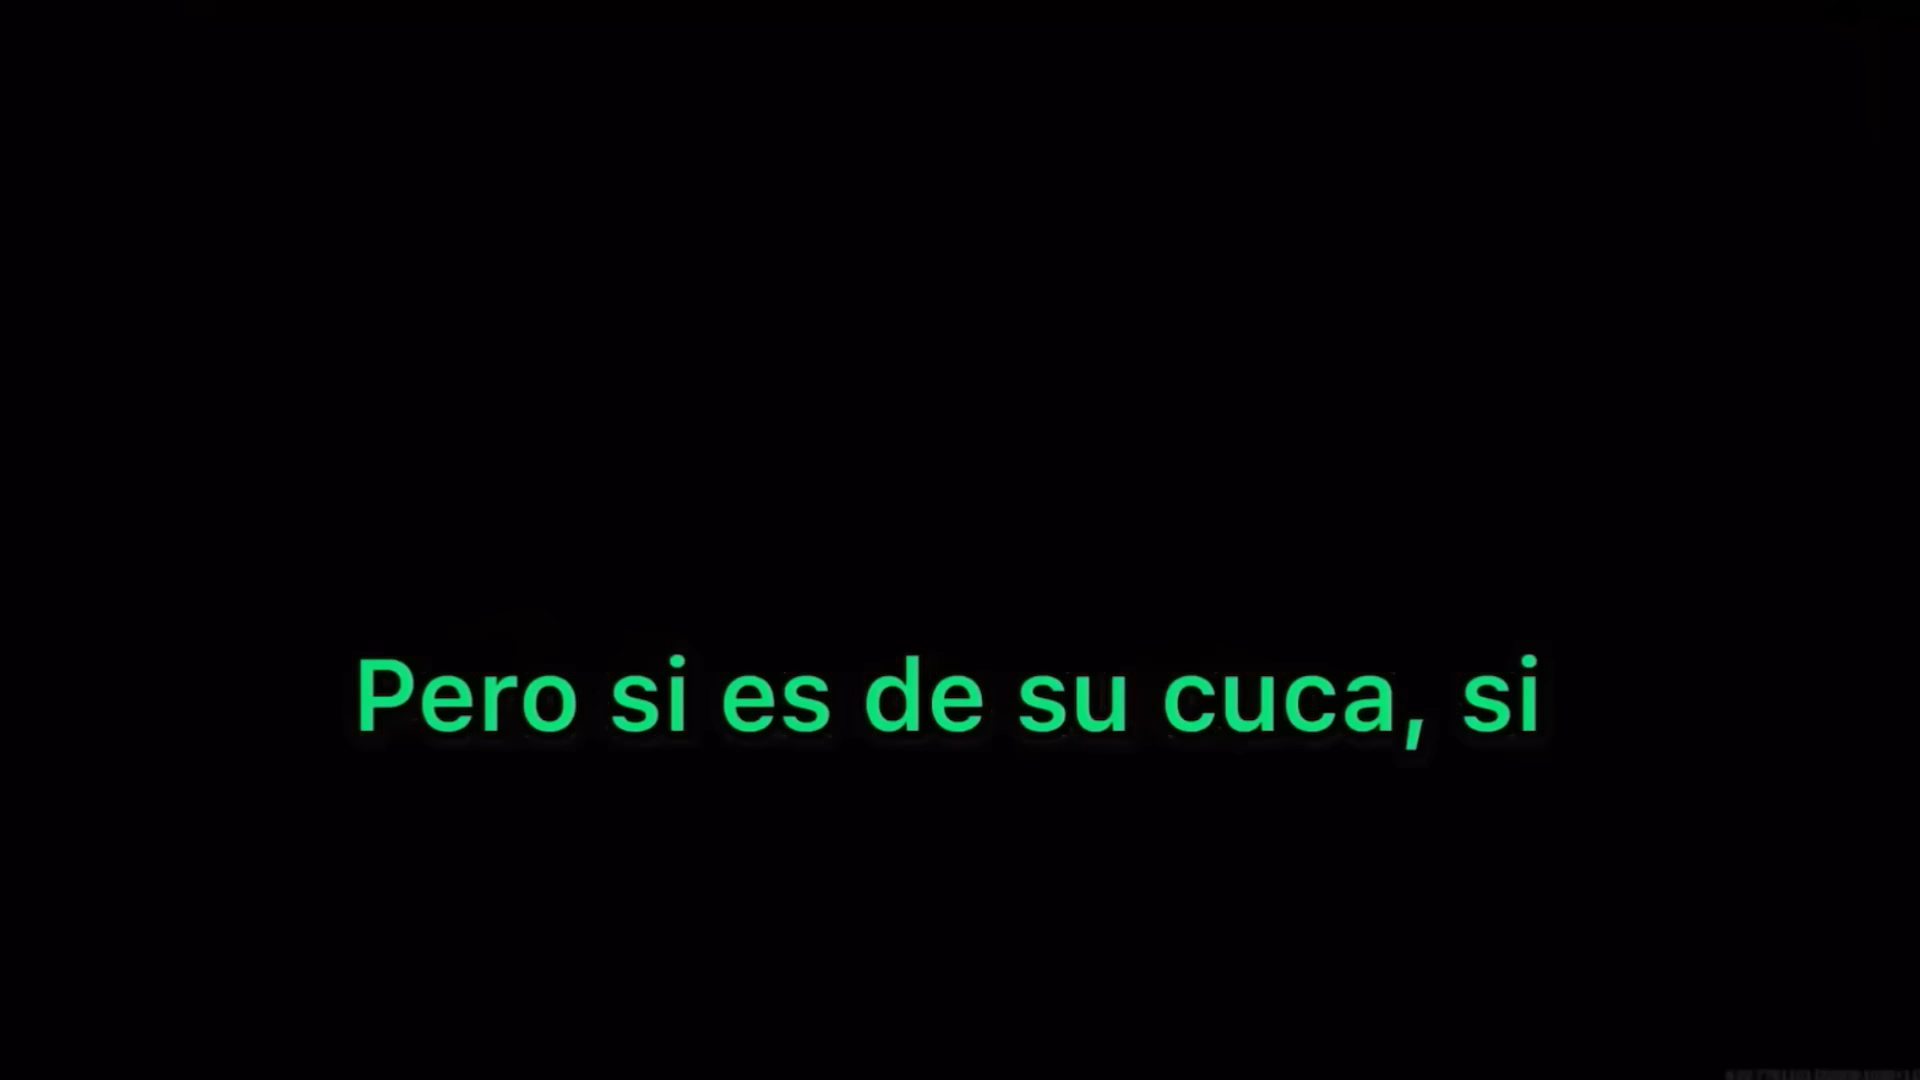 Pero si es de su cuca, si